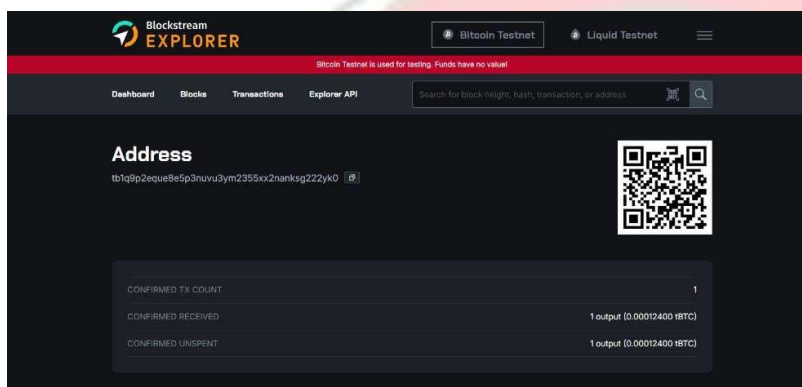 Blockstream
EXPLORER
Bitcoin Testnet
Liquid Testnet
Bitcoin Testnet is used for testing. Funds have no value!
Dashboard Blocks Transactions Explorer API
Search for block height, hash, transaction, or address
Address
tb1q9p2eque8e5p3nuvu3ym2355xx2nanksg222yk0
CONFIRMED TX COUNT 1
CONFIRMED RECEIVED 1 output (0.00012400 tBTC)
CONFIRMED UNSPENT 1 output (0.00012400 tBTC)